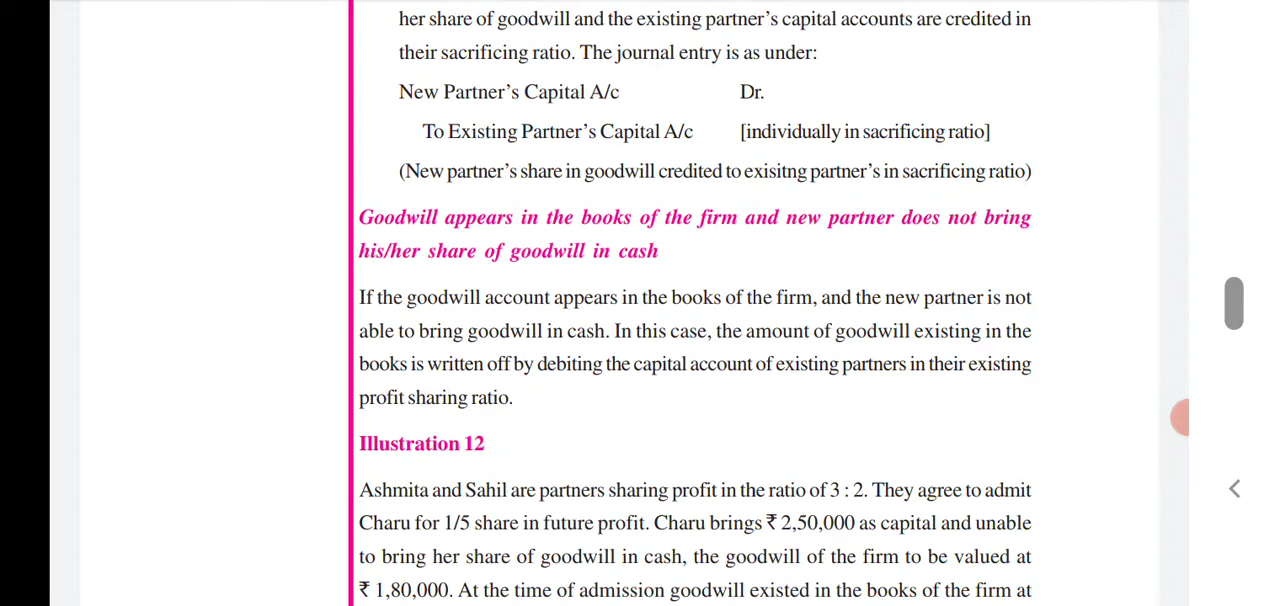 her share of goodwill and the existing partner’s capital accounts are credited in
their sacrificing ratio. The journal entry is as under:
New Partner’s Capital A/c Dr.
To Existing Partner’s Capital A/c [individually in sacrificing ratio]
(New partner’s share in goodwill credited to exisitng partner’s in sacrificing ratio)
Goodwill appears in the books of the firm and new partner does not bring
his/her share of goodwill in cash
If the goodwill account appears in the books of the firm, and the new partner is not
able to bring goodwill in cash. In this case, the amount of goodwill existing in the
books is written off by debiting the capital account of existing partners in their existing
profit sharing ratio.
Illustration 12
Ashmita and Sahil are partners sharing profit in the ratio of 3 : 2. They agree to admit
Charu for 1/5 share in future profit. Charu brings ₹ 2,50,000 as capital and unable
to bring her share of goodwill in cash, the goodwill of the firm to be valued at
₹ 1,80,000. At the time of admission goodwill existed in the books of the firm at